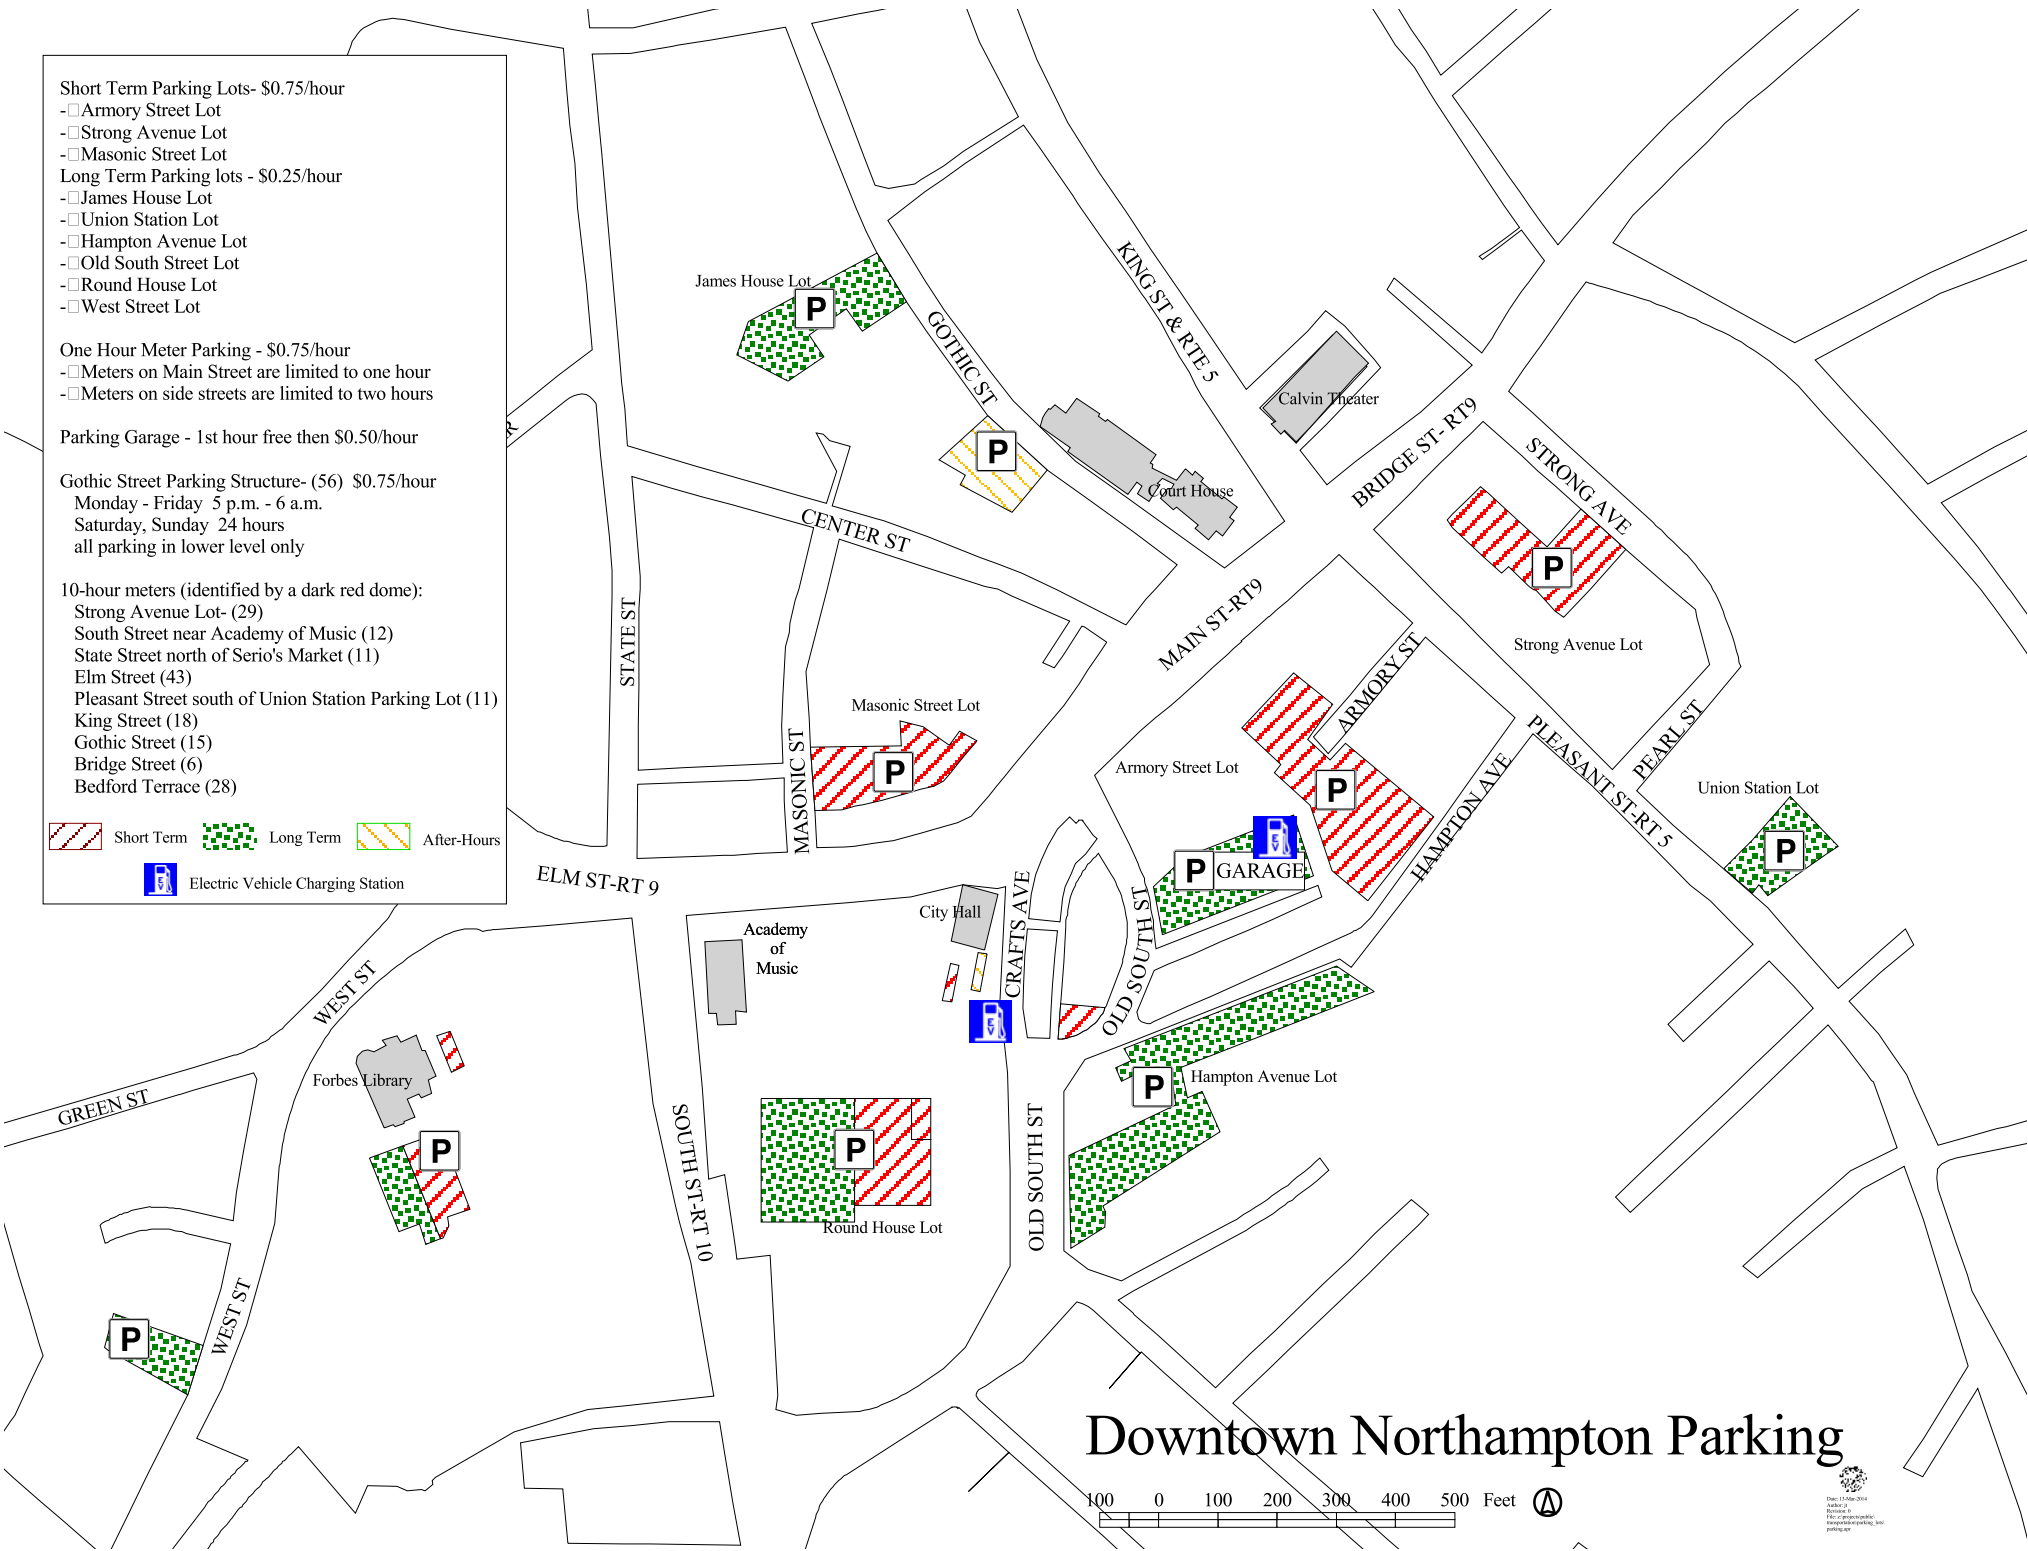 Short Term Parking Lots- $0.75/hour
-□Armory Street Lot
-□Strong Avenue Lot
-□Masonic Street Lot
Long Term Parking lots - $0.25/hour
-□James House Lot
-□Union Station Lot
-□Hampton Avenue Lot
-□Old South Street Lot
-□Round House Lot
-□West Street Lot
One Hour Meter Parking - $0.75/hour
-□Meters on Main Street are limited to one hour
-□Meters on side streets are limited to two hours
Parking Garage - 1st hour free then $0.50/hour
Gothic Street Parking Structure- (56) $0.75/hour
Monday - Friday 5 p.m. - 6 a.m.
Saturday, Sunday 24 hours
all parking in lower level only
10-hour meters (identified by a dark red dome):
Strong Avenue Lot- (29)
South Street near Academy of Music (12)
State Street north of Serio's Market (11)
Elm Street (43)
Pleasant Street south of Union Station Parking Lot (11)
King Street (18)
Gothic Street (15)
Bridge Street (6)
Bedford Terrace (28)
Short Term
Long Term
After-Hours
EV
Electric Vehicle Charging Station
R
James House Lot
P
GOTHIC ST
KING ST & RTE 5
Calvin Theater
P
Court House
BRIDGE ST- RT9
STRONG AVE
P
Strong Avenue Lot
CENTER ST
MAIN ST-RT9
STATE ST
Masonic Street Lot
P
MASONIC ST
ARMORY ST
Armory Street Lot
P
HAMPTON AVE
PLEASANT ST-RT 5
PEARL ST
Union Station Lot
P
EV
P GARAGE
ELM ST-RT 9
City Hall
Academy
of
Music
CRAFTS AVE
OLD SOUTH ST
EV
WEST ST
Forbes Library
GREEN ST
P
SOUTH ST-RT 10
P
Round House Lot
OLD SOUTH ST
P
Hampton Avenue Lot
P
WEST ST
Downtown Northampton Parking
100 0 100 200 300 400 500 Feet
Date: 13-Mar-2014
Author: jt
Revision: 0